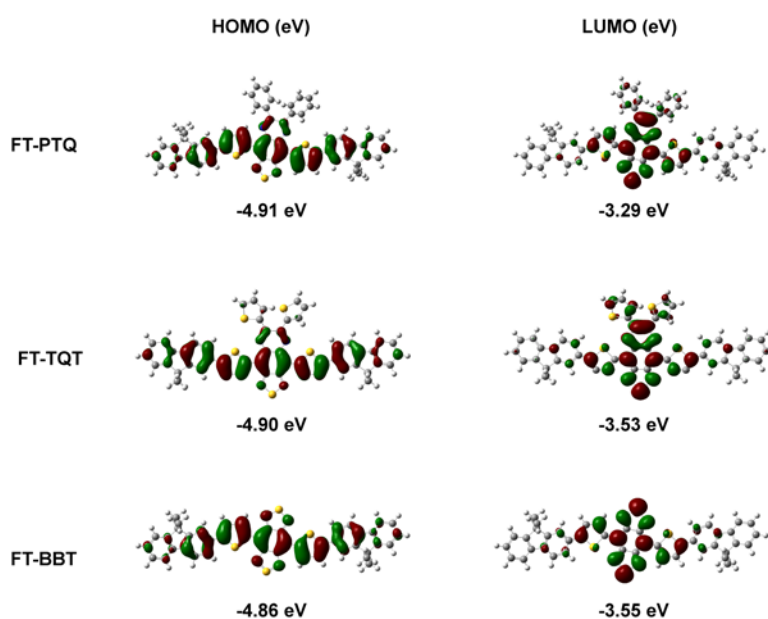 HOMO (eV) LUMO (eV)
FT-PTQ
-4.91 eV -3.29 eV
FT-TQT
-4.90 eV -3.53 eV
FT-BBT
-4.86 eV -3.55 eV